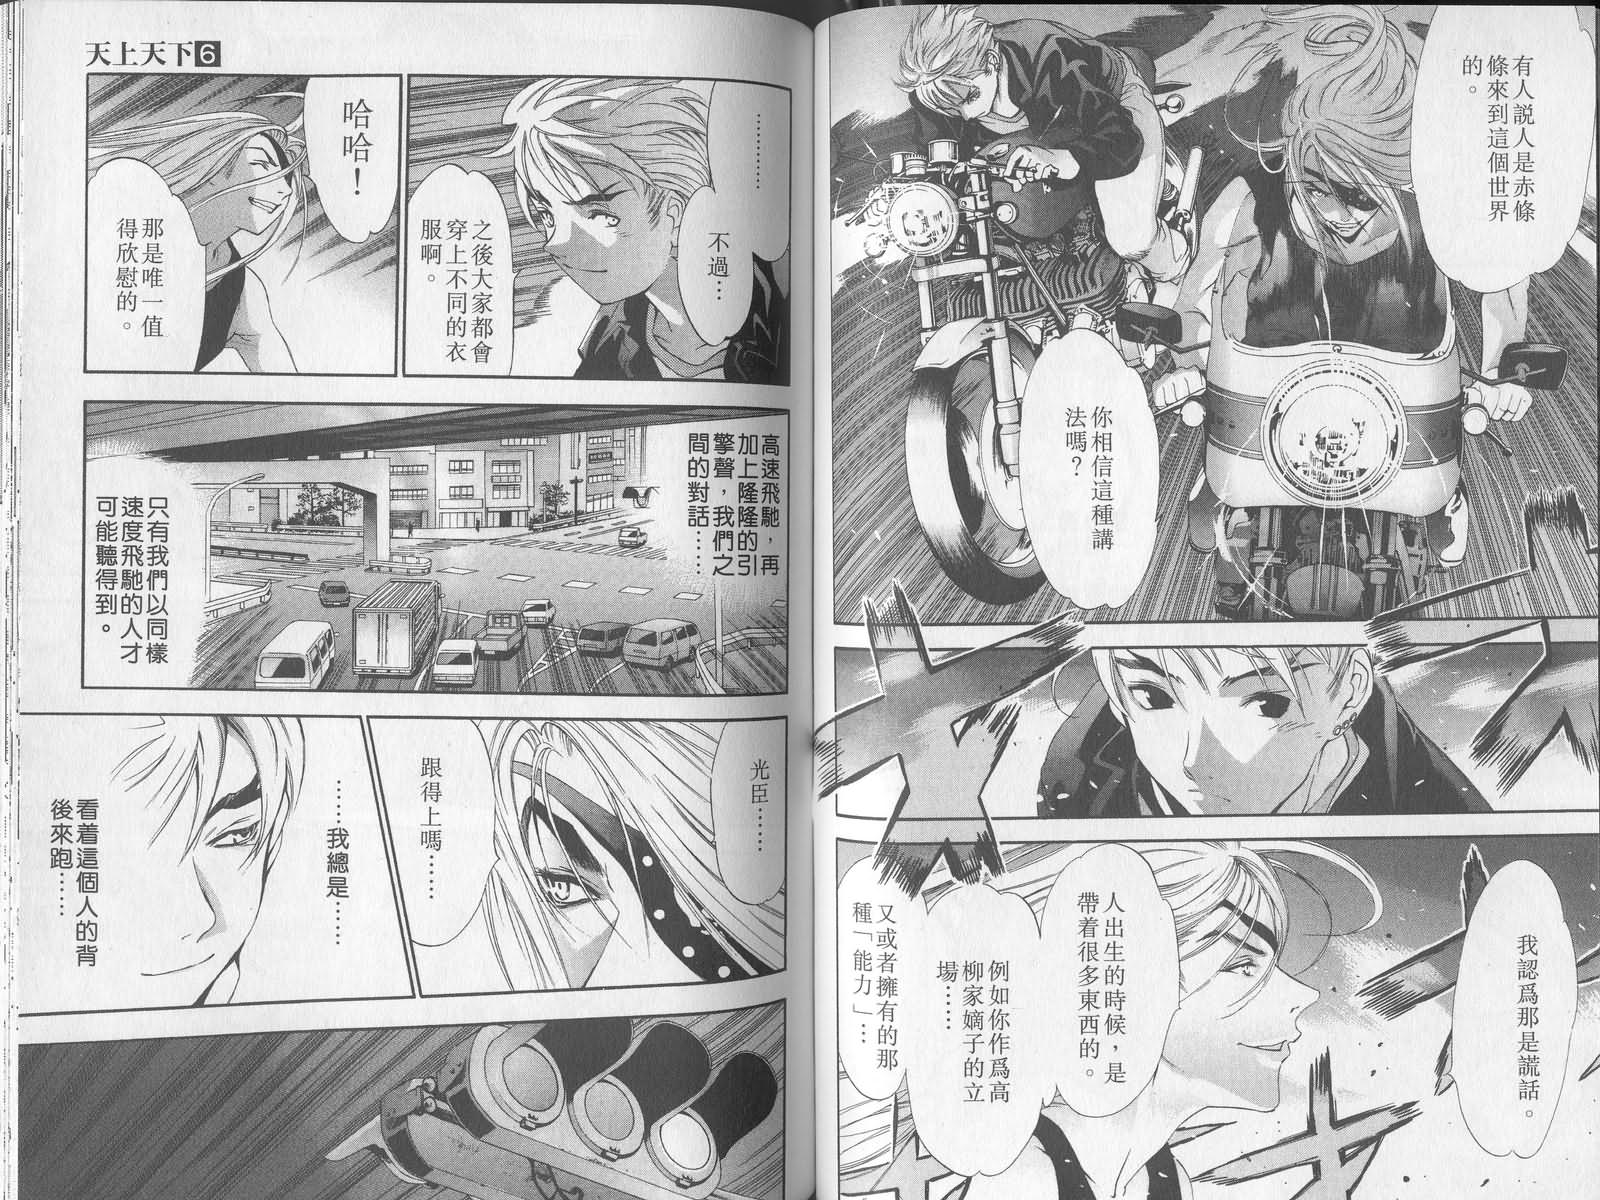 有人説人是赤條
條來到這個世界
的。
你相信這種講
法嗎？
我認爲那是謊話。
人出生的時候，是
帶着很多東西的。
例如你作爲高
柳家嫡子的立
場……
又或者擁有的那
種「能力」…
天上天下6
…………
不過…
之後大家都會
穿上不同的衣
服啊。
哈哈！
那是唯一值
得欣慰的。
高速飛馳，再
加上隆隆的引
擎聲，我們之
間的對話……
只有我們以同樣
速度飛馳的人才
可能聽得到。
光臣……
跟得上嗎……
……我總是……
看着這個人的背
後來跑……